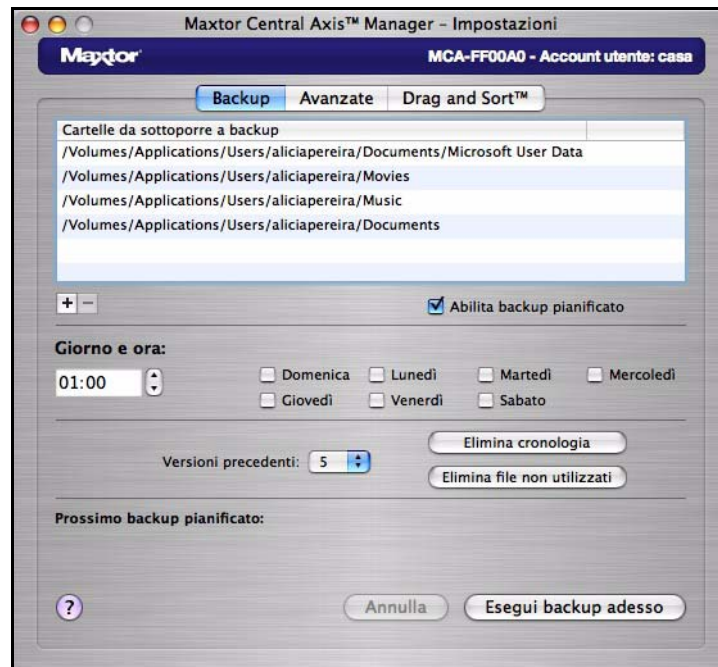 Maxtor Central Axis™ Manager – Impostazioni
Maxtor MCA-FF00A0 - Account utente: casa
Backup Avanzate Drag and Sort™
Cartelle da sottoporre a backup
/Volumes/Applications/Users/aliciapereira/Documents/Microsoft User Data
/Volumes/Applications/Users/aliciapereira/Movies
/Volumes/Applications/Users/aliciapereira/Music
/Volumes/Applications/Users/aliciapereira/Documents
+ − Abilita backup pianificato
Giorno e ora:
01:00 Domenica Lunedì Martedì Mercoledì
Giovedì Venerdì Sabato
Elimina cronologia
Versioni precedenti: 5
Elimina file non utilizzati
Prossimo backup pianificato:
? Annulla Esegui backup adesso